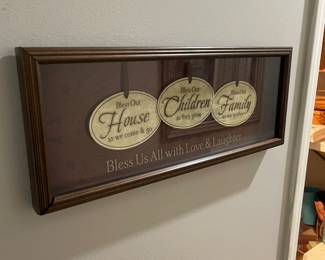 Bless Our
House
as we come & go
Bless Our
Children
as they grow
Bless Our
Family
as we
Bless Us All with Love & Laughter